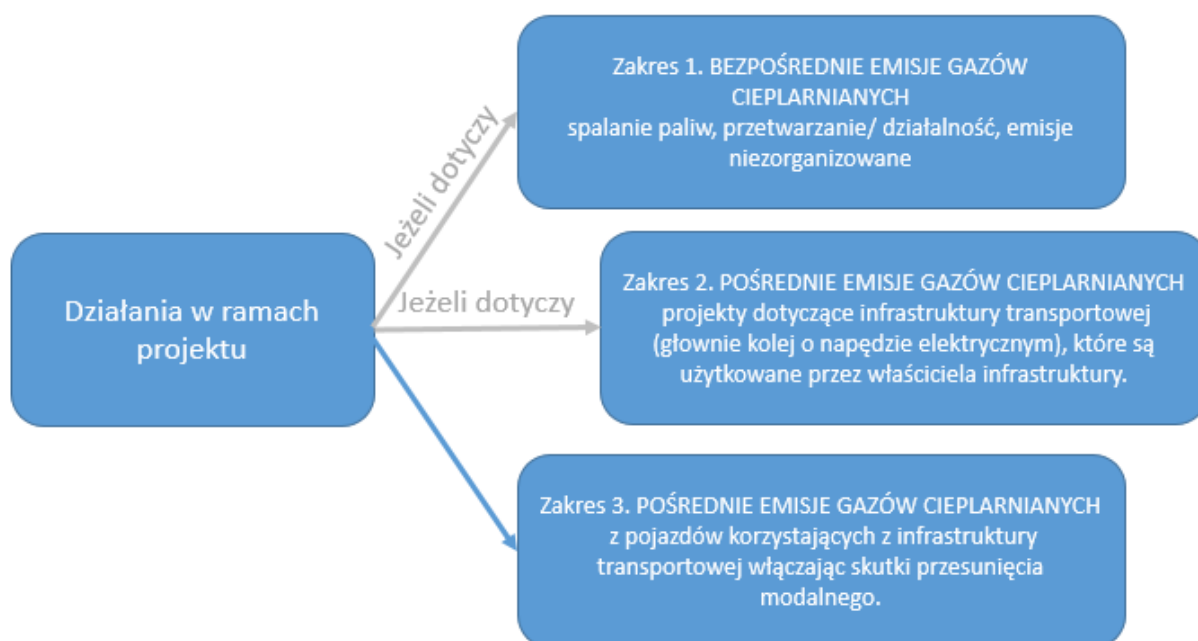 Zakres 1. BEZPOŚREDNIE EMISJE GAZÓW
CIEPLARNIANYCH
spalanie paliw, przetwarzanie/ działalność, emisje
niezorganizowane
Jeżeli dotyczy
Działania w ramach
projektu
Jeżeli dotyczy
Zakres 2. POŚREDNIE EMISJE GAZÓW CIEPLARNIANYCH
projekty dotyczące infrastruktury transportowej
(głownie kolej o napędzie elektrycznym), które są
użytkowane przez właściciela infrastruktury.
Zakres 3. POŚREDNIE EMISJE GAZÓW CIEPLARNIANYCH
z pojazdów korzystających z infrastruktury
transportowej włączając skutki przesunięcia
modalnego.